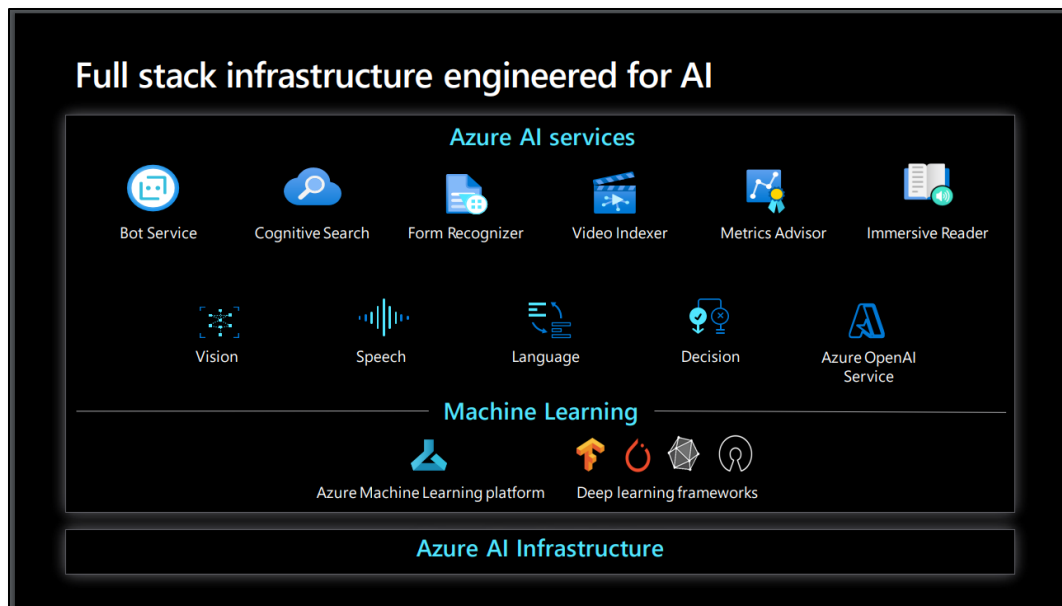 Full stack infrastructure engineered for AI
Azure AI services
Bot Service
Cognitive Search
Form Recognizer
Video Indexer
Metrics Advisor
Immersive Reader
Vision
Speech
Language
Decision
Azure OpenAI
Service
Machine Learning
Azure Machine Learning platform
Deep learning frameworks
Azure AI Infrastructure